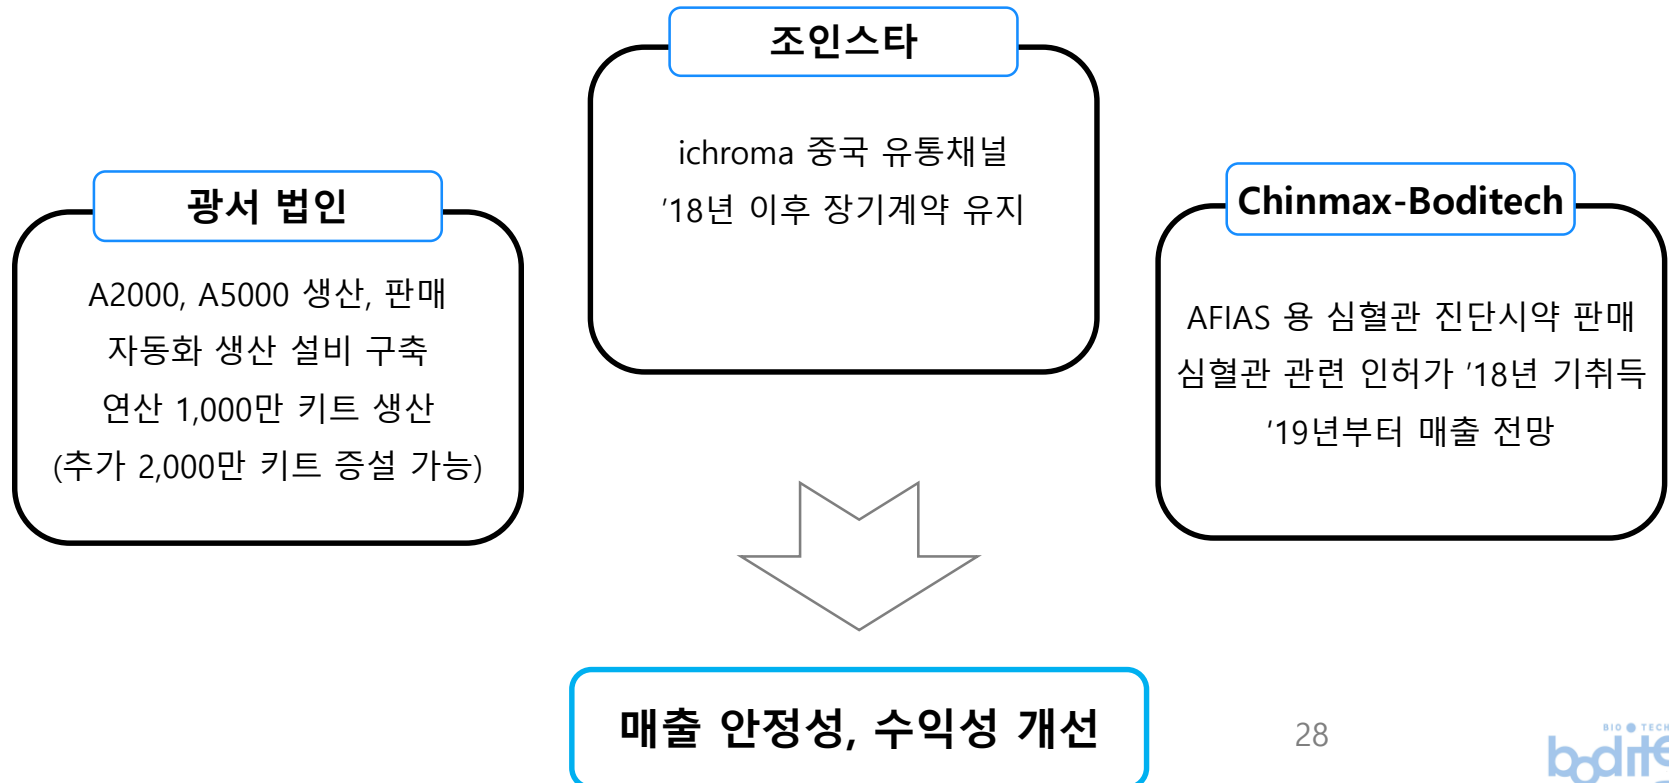 조인스타
ichroma 중국 유통채널
’18년 이후 장기계약 유지
광서 법인
A2000, A5000 생산, 판매
자동화 생산 설비 구축
연산 1,000만 키트 생산
(추가 2,000만 키트 증설 가능)
Chinmax-Boditech
AFIAS 용 심혈관 진단시약 판매
심혈관 관련 인허가 ’18년 기취득
’19년부터 매출 전망
매출 안정성, 수익성 개선
28
BIO TECH